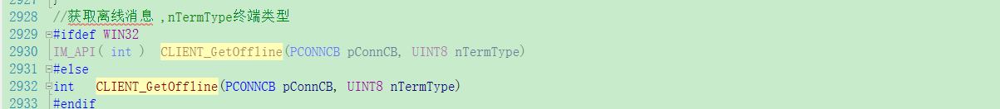 2927 }
2928 //获取离线消息 ,nTermType终端类型
2929 #ifdef WIN32
2930 IM_API( int ) CLIENT_GetOffline(PCONNCB pConnCB, UINT8 nTermType)
2931 #else
2932 int CLIENT_GetOffline(PCONNCB pConnCB, UINT8 nTermType)
2933 #endif